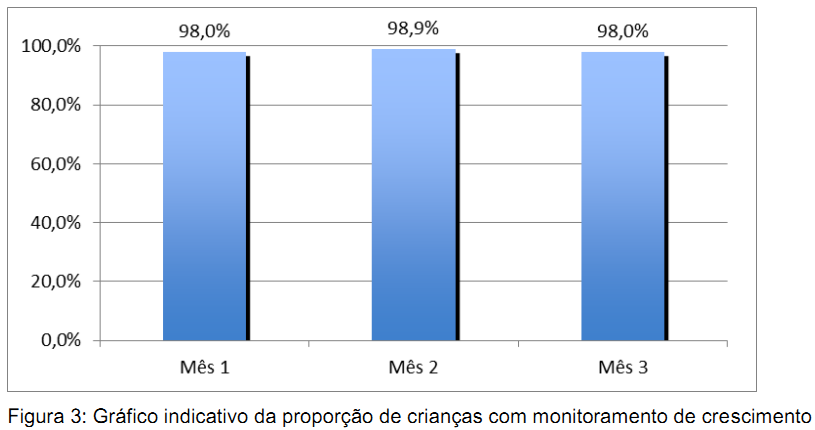 98,0% 98,9% 98,0%
100,0%
80,0%
60,0%
40,0%
20,0%
0,0%
Mês 1 Mês 2 Mês 3
Figura 3: Gráfico indicativo da proporção de crianças com monitoramento de crescimento